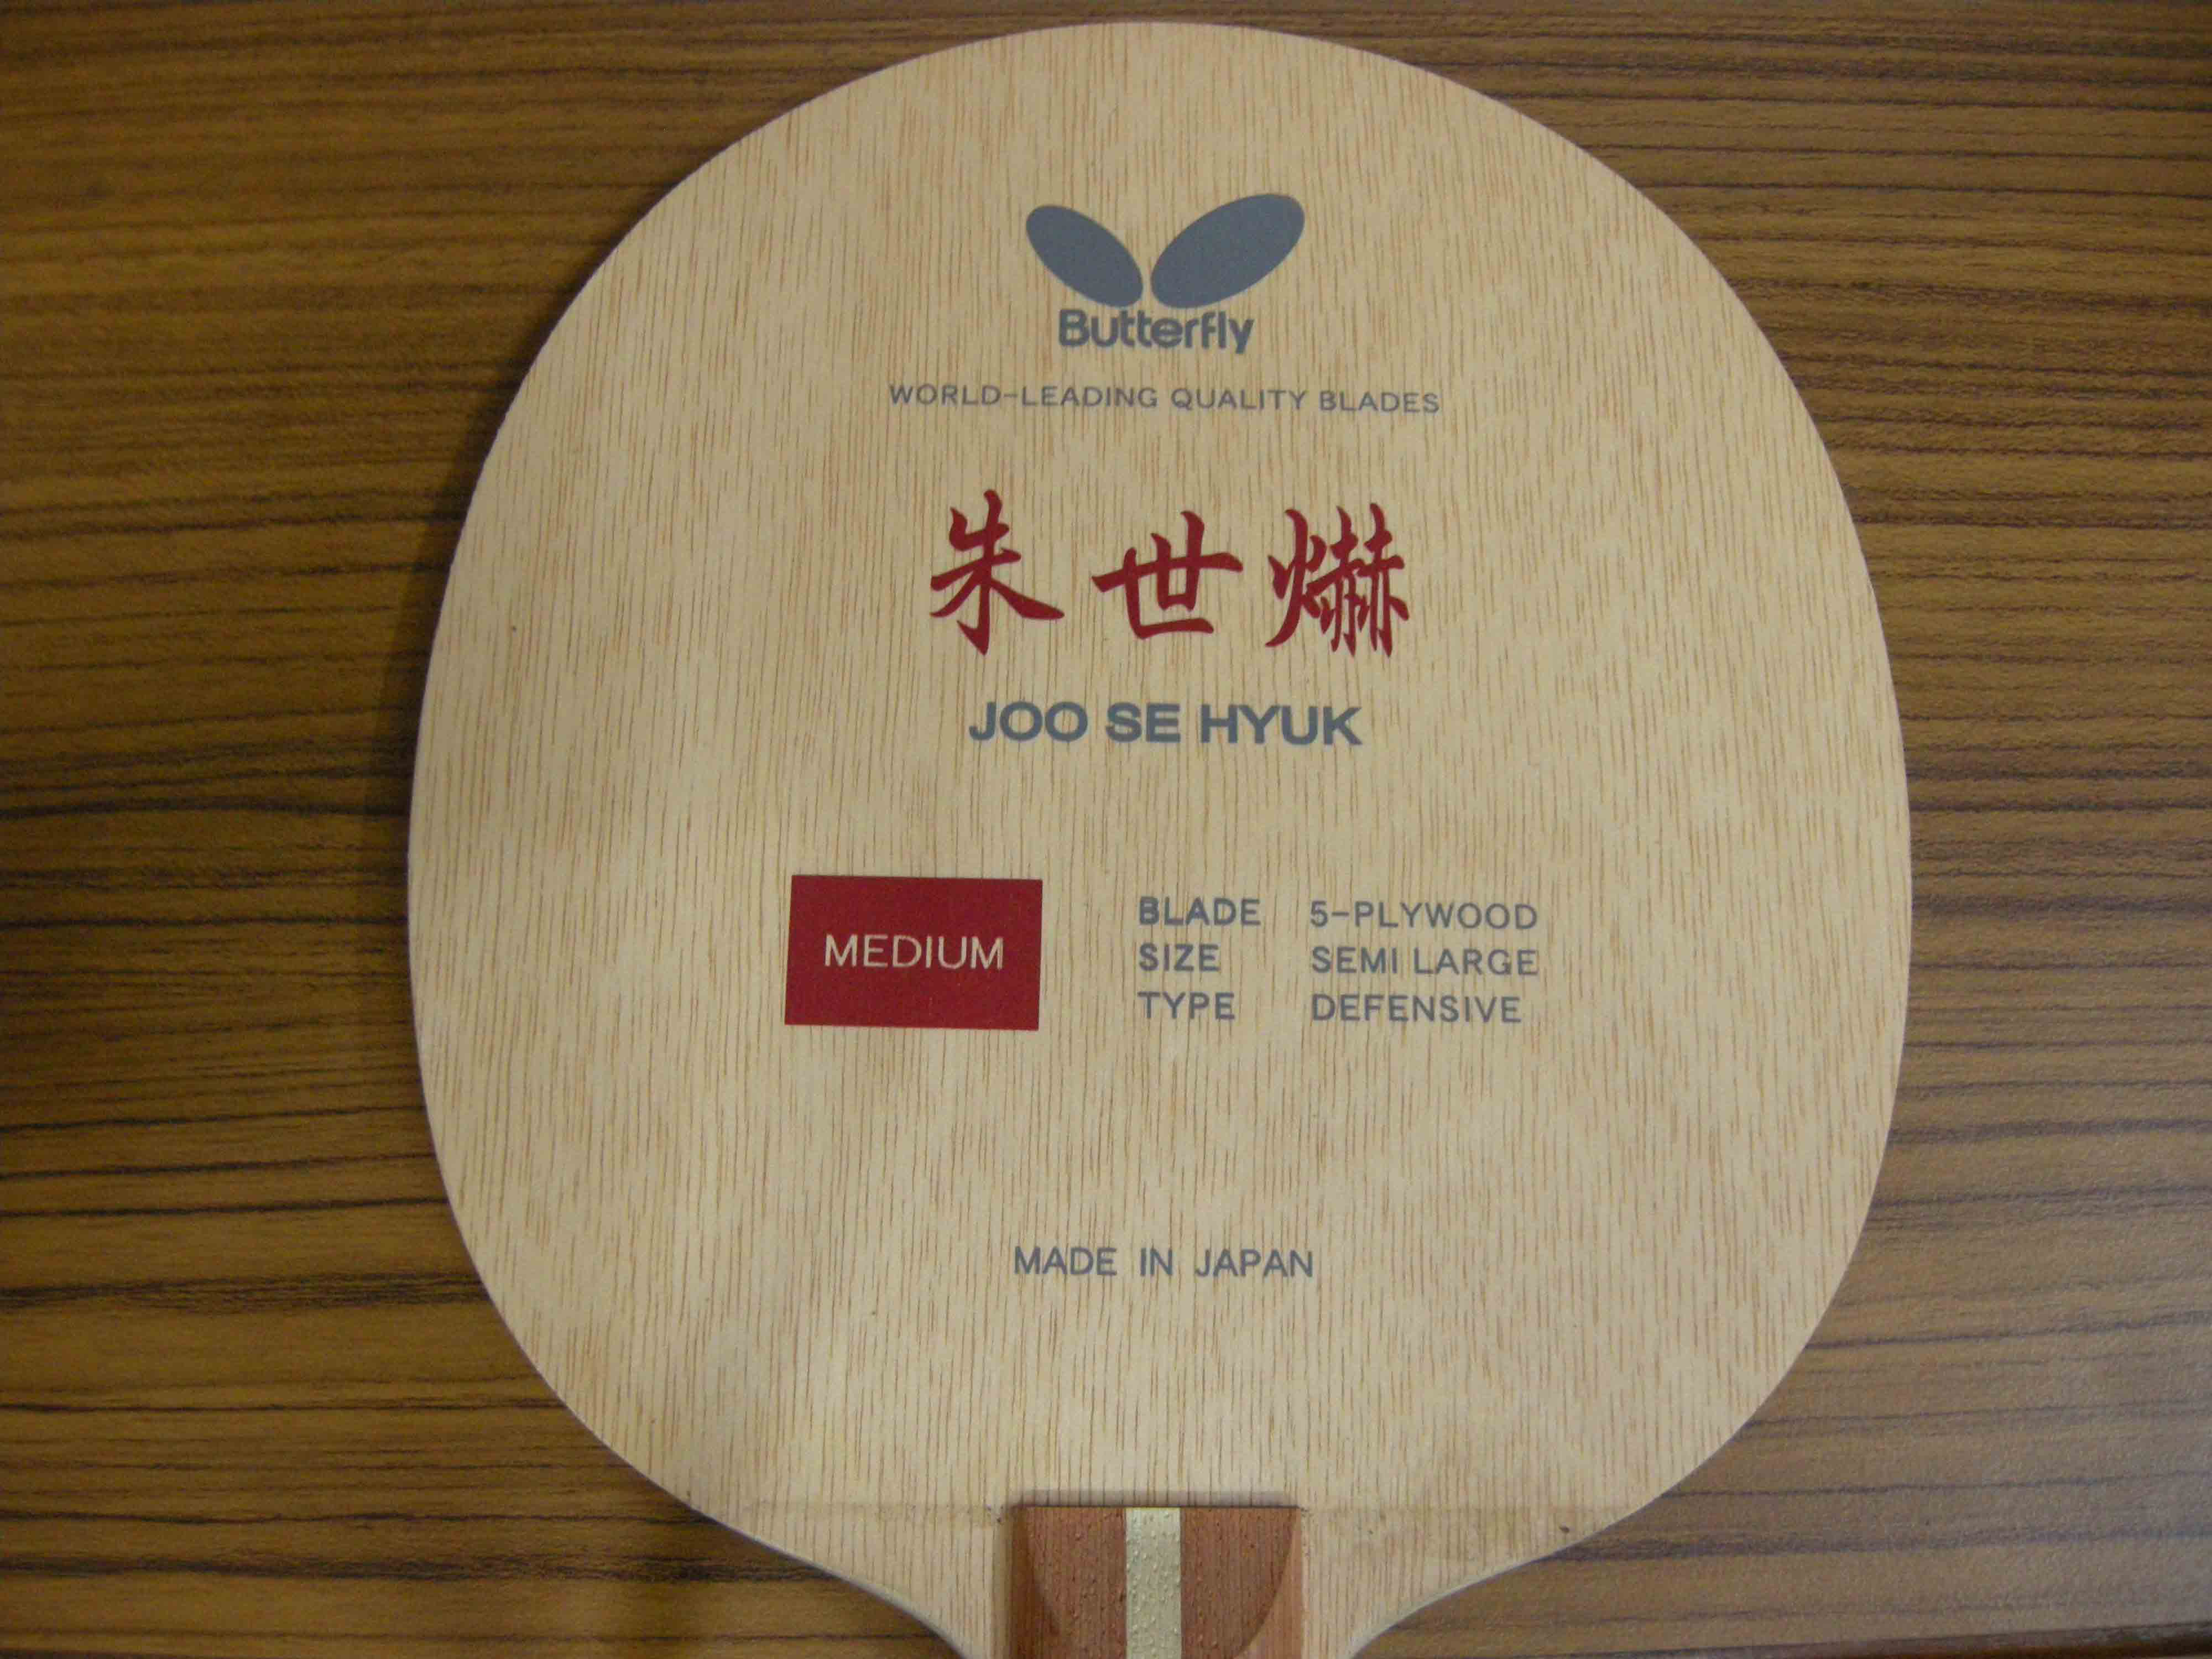 Butterfly
WORLD-LEADING QUALITY BLADES
朱世爀
JOO SE HYUK
MEDIUM
BLADE 5-PLYWOOD
SIZE SEMI LARGE
TYPE DEFENSIVE
MADE IN JAPAN